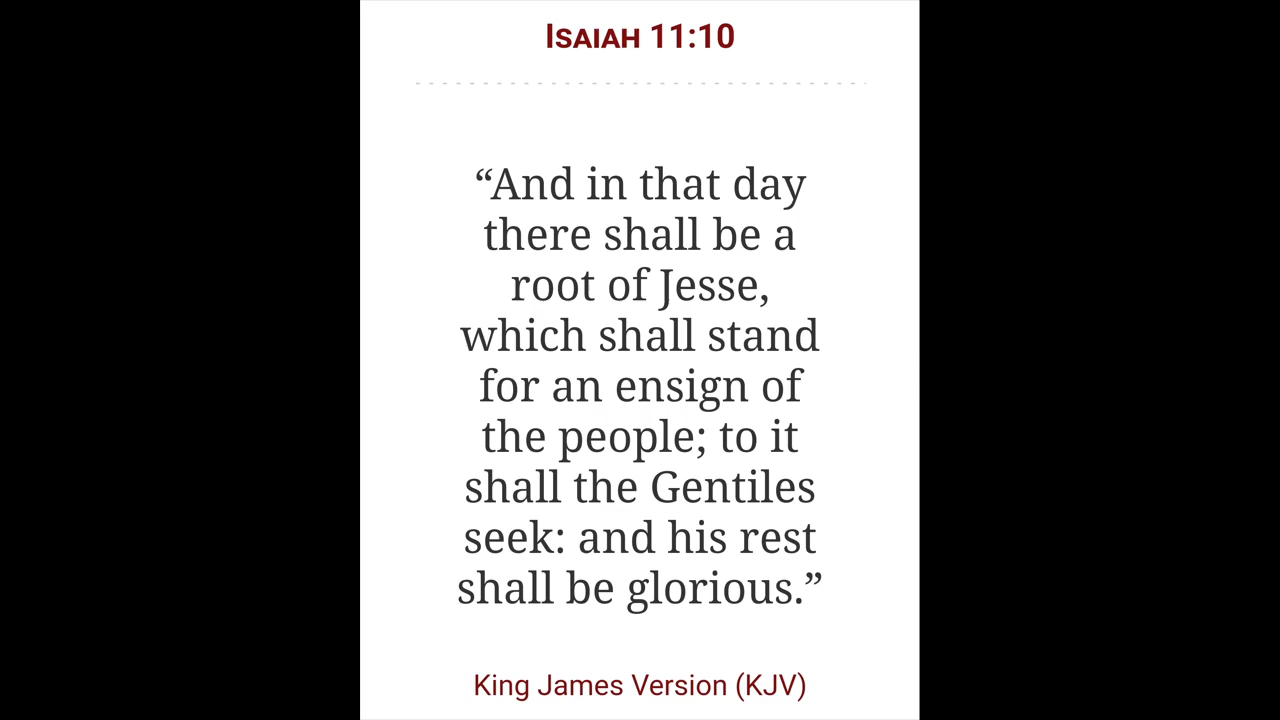 Isaiah 11:10
“And in that day
there shall be a
root of Jesse,
which shall stand
for an ensign of
the people; to it
shall the Gentiles
seek: and his rest
shall be glorious.”
King James Version (KJV)